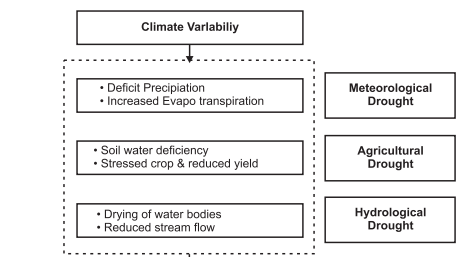 Climate Varlabiliy
• Deficit Precipiation
• Increased Evapo transpiration
Meteorological
Drought
• Soil water deficiency
• Stressed crop & reduced yield
Agricultural
Drought
• Drying of water bodies
• Reduced stream flow
Hydrological
Drought